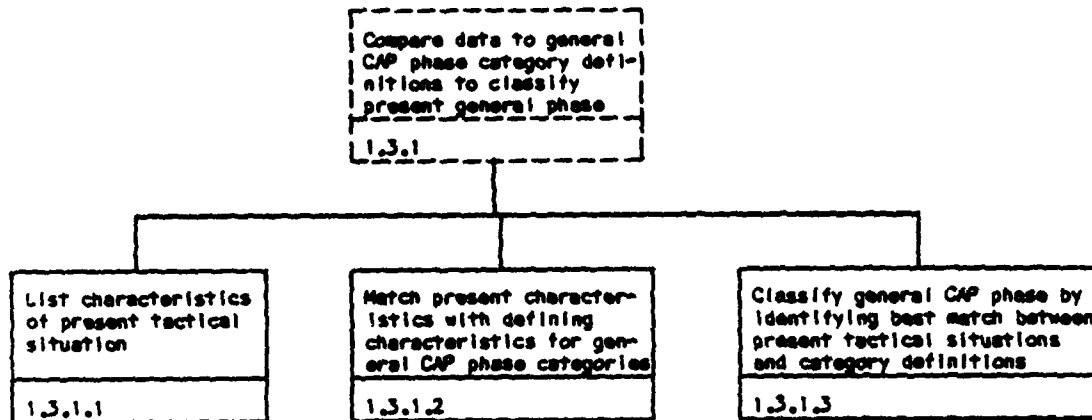 Compare data to general
CAP phase category defi-
nitions to classify
present general phase
1.3.1
List characteristics
of present tactical
situation
1.3.1.1
Match present character-
istics with defining
characteristics for gen-
eral CAP phase categories
1.3.1.2
Classify general CAP phase by
identifying best match between
present tactical situations
and category definitions
1.3.1.3